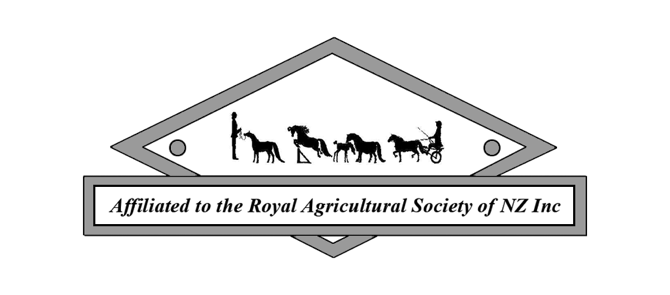 Affiliated to the Royal Agricultural Society of NZ Inc